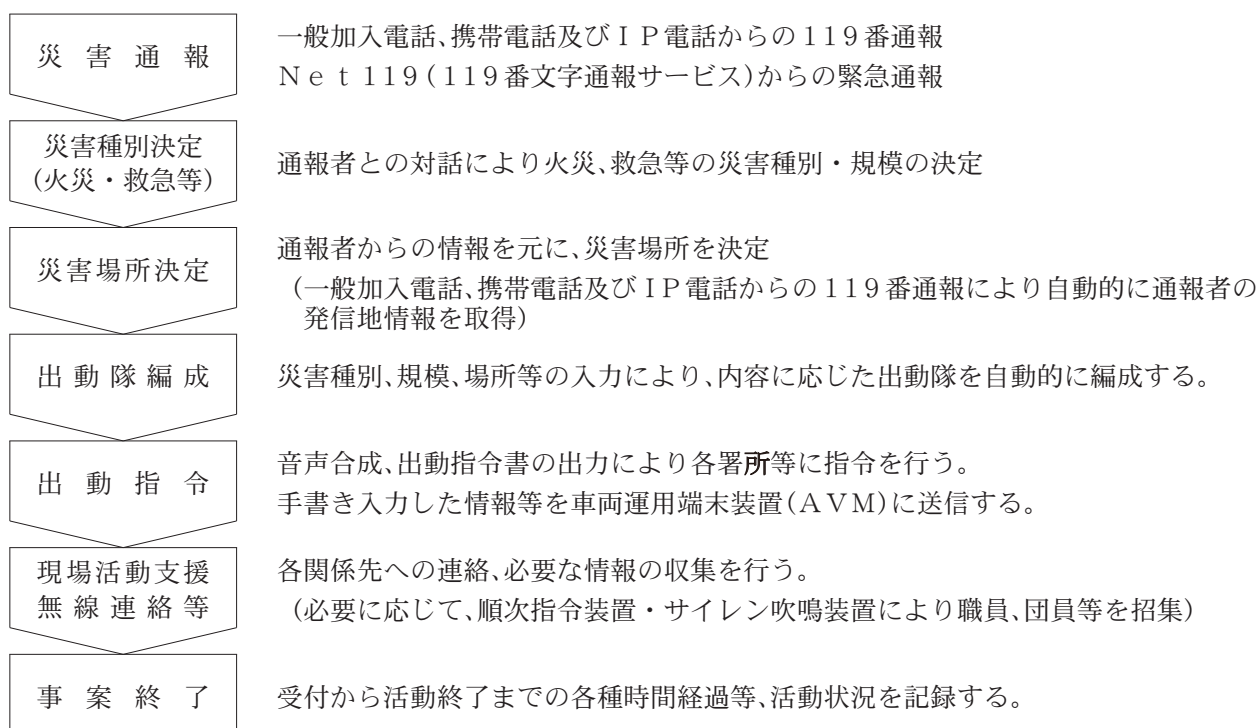 災害通報
一般加入電話、携帯電話及びＩＰ電話からの119番通報
Ｎｅｔ119(119番文字通報サービス)からの緊急通報
災害種別決定
(火災・救急等)
通報者との対話により火災、救急等の災害種別・規模の決定
災害場所決定
通報者からの情報を元に、災害場所を決定
(一般加入電話、携帯電話及びＩＰ電話からの119番通報により自動的に通報者の
発信地情報を取得)
出動隊編成
災害種別、規模、場所等の入力により、内容に応じた出動隊を自動的に編成する。
出動指令
音声合成、出動指令書の出力により各署所等に指令を行う。
手書き入力した情報等を車両運用端末装置(ＡＶＭ)に送信する。
現場活動支援
無線連絡等
各関係先への連絡、必要な情報の収集を行う。
(必要に応じて、順次指令装置・サイレン吹鳴装置により職員、団員等を招集)
事案終了
受付から活動終了までの各種時間経過等、活動状況を記録する。